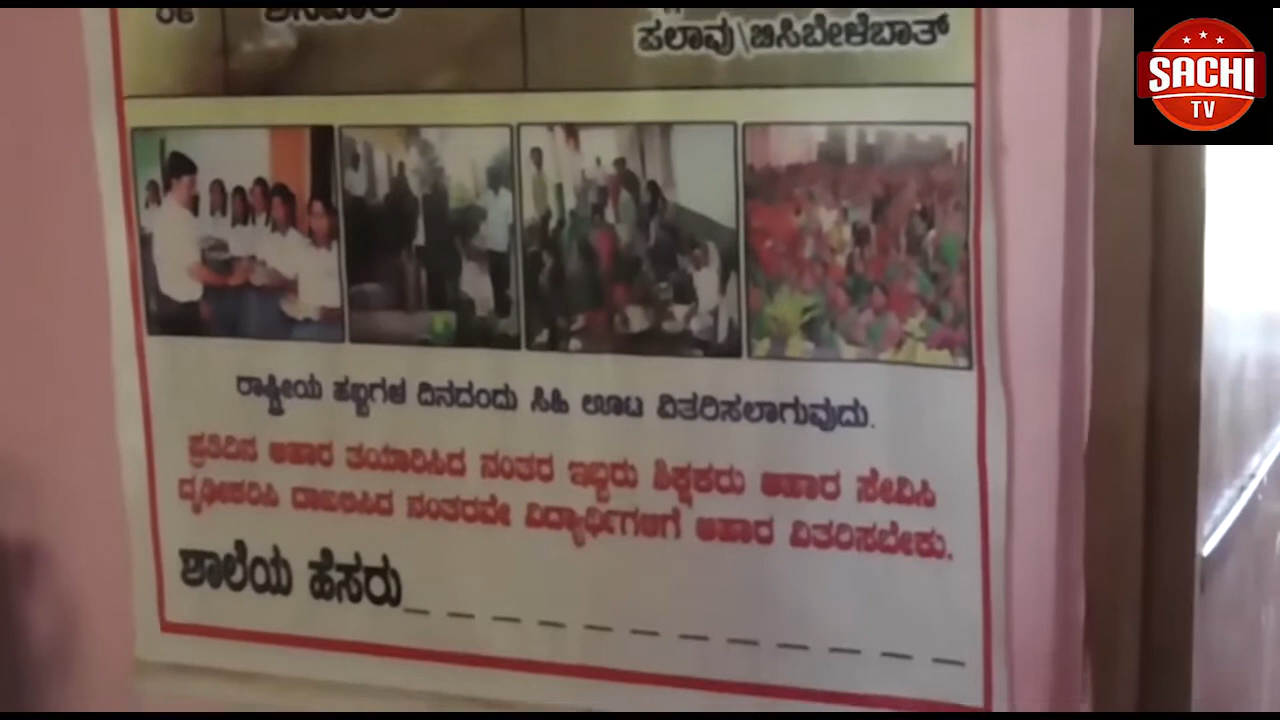 ಪಲಾವು\ಬಿಸಿಬೇಳೆಬಾತ್
ರಾಷ್ಟ್ರೀಯ ಹಬ್ಬಗಳ ದಿನದಂದು ಸಿಹಿ ಊಟ ವಿತರಿಸಲಾಗುವುದು.
ಪ್ರತಿದಿನ ಆಹಾರ ತಯಾರಿಸಿದ ನಂತರ ಇಬ್ಬರು ಶಿಕ್ಷಕರು ಆಹಾರ ಸೇವಿಸಿ
ದೃಢೀಕರಿಸಿ ದಾಖಲಿಸಿದ ನಂತರವೇ ವಿದ್ಯಾರ್ಥಿಗಳಿಗೆ ಆಹಾರ ವಿತರಿಸಬೇಕು.
ಶಾಲೆಯ ಹೆಸರು
SACHI
TV